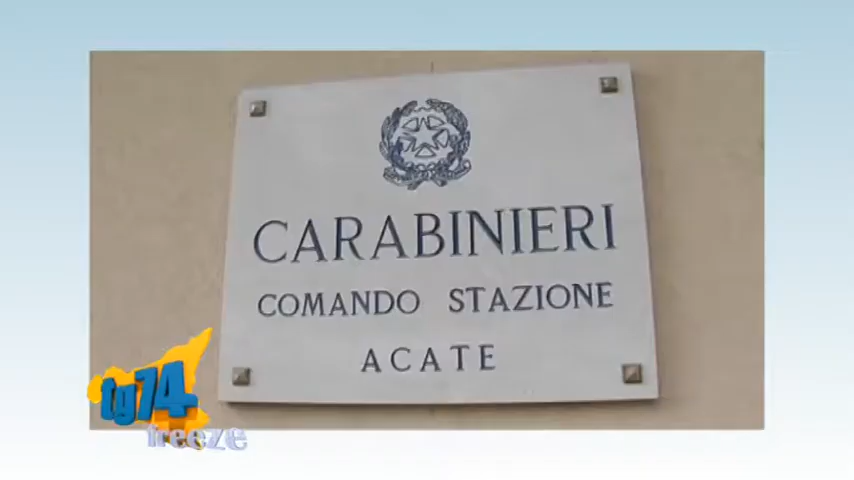 CARABINIERI
COMANDO STAZIONE
ACATE
tg74
freeze